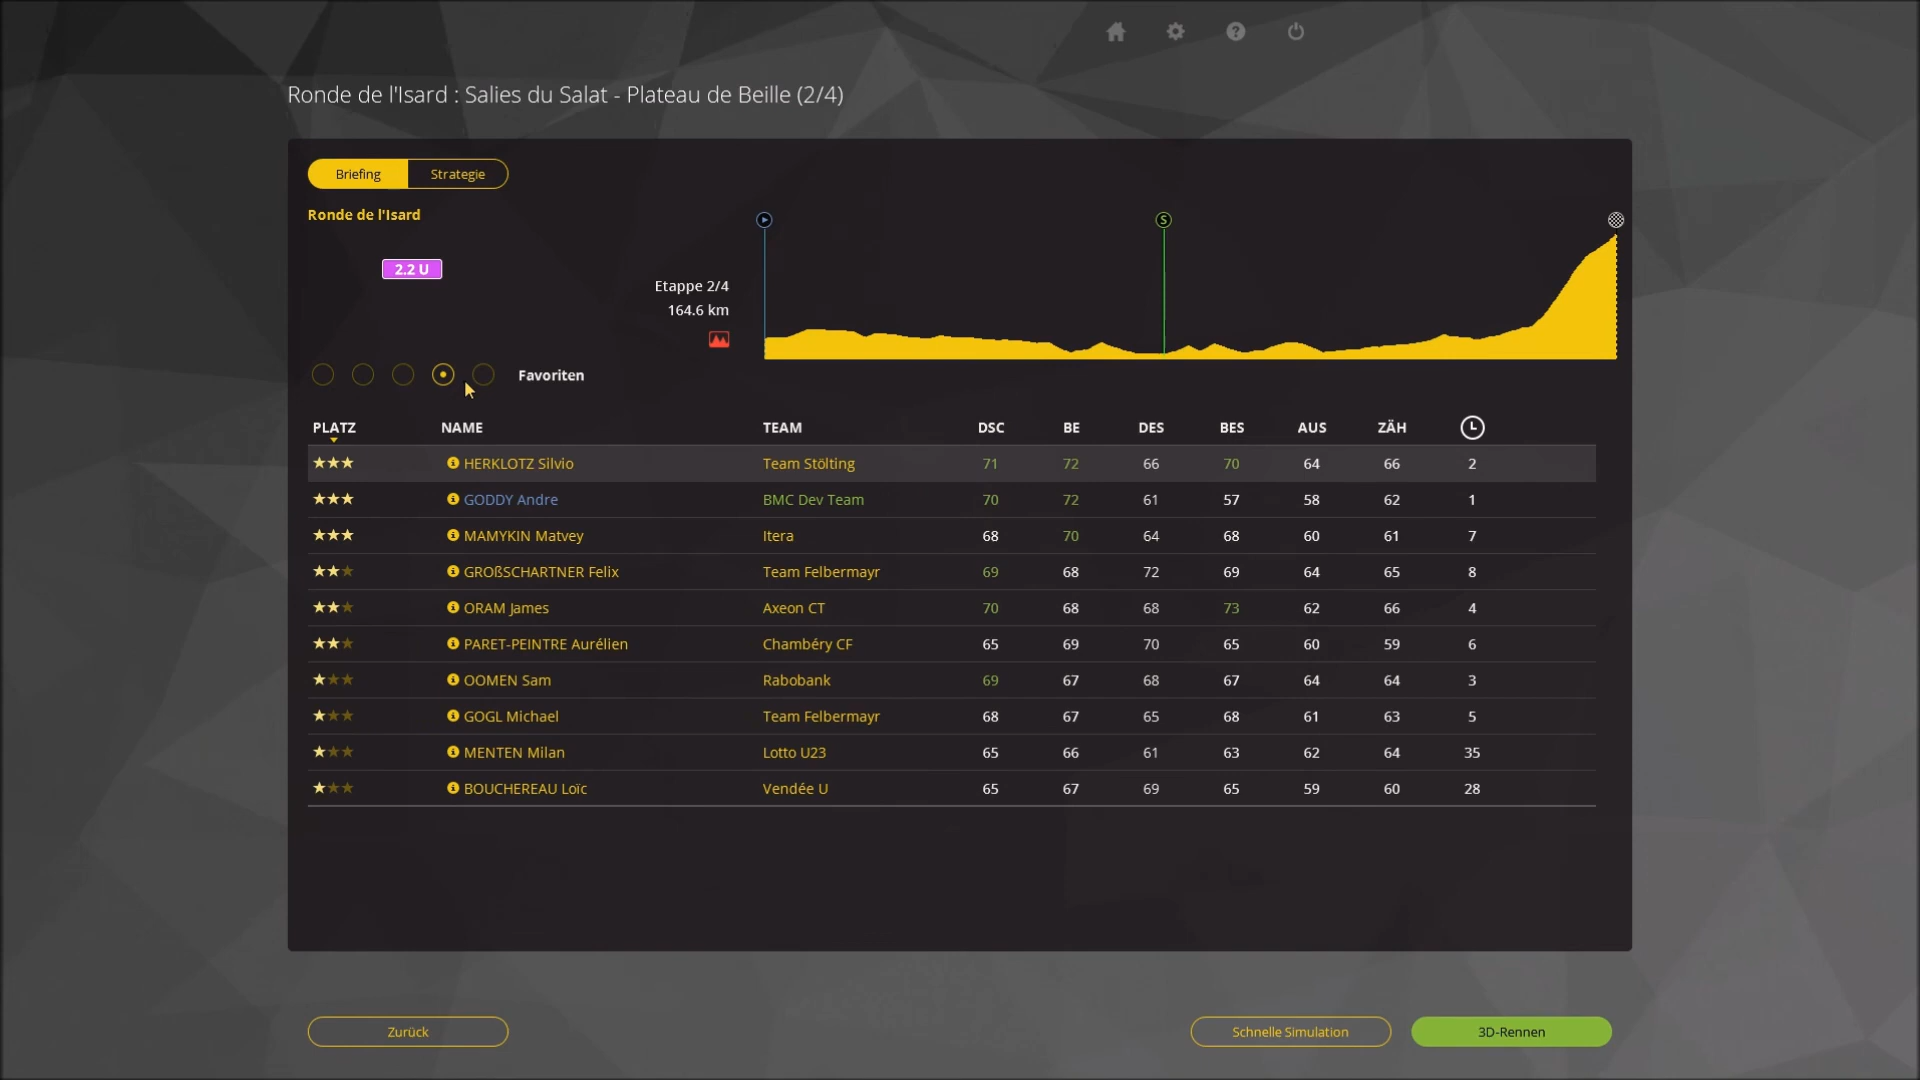 Ronde de l'Isard : Salies du Salat - Plateau de Beille (2/4)
Briefing Strategie
Ronde de l'Isard
2.2 U
Etappe 2/4
164.6 km
S
Favoriten
PLATZ NAME TEAM DSC BE DES BES AUS ZÄH
HERKLOTZ Silvio Team Stölting 71 72 66 70 64 66 2
GODDY Andre BMC Dev Team 70 72 61 57 58 62 1
MAMYKIN Matvey Itera 68 70 64 68 60 61 7
GROßSCHARTNER Felix Team Felbermayr 69 68 72 69 64 65 8
ORAM James Axeon CT 70 68 68 73 62 66 4
PARET-PEINTRE Aurélien Chambéry CF 65 69 70 65 60 59 6
OOMEN Sam Rabobank 69 67 68 67 64 64 3
GOGL Michael Team Felbermayr 68 67 65 68 61 63 5
MENTEN Milan Lotto U23 65 66 61 63 62 64 35
BOUCHEREAU Loïc Vendée U 65 67 69 65 59 60 28
Zurück Schnelle Simulation 3D-Rennen